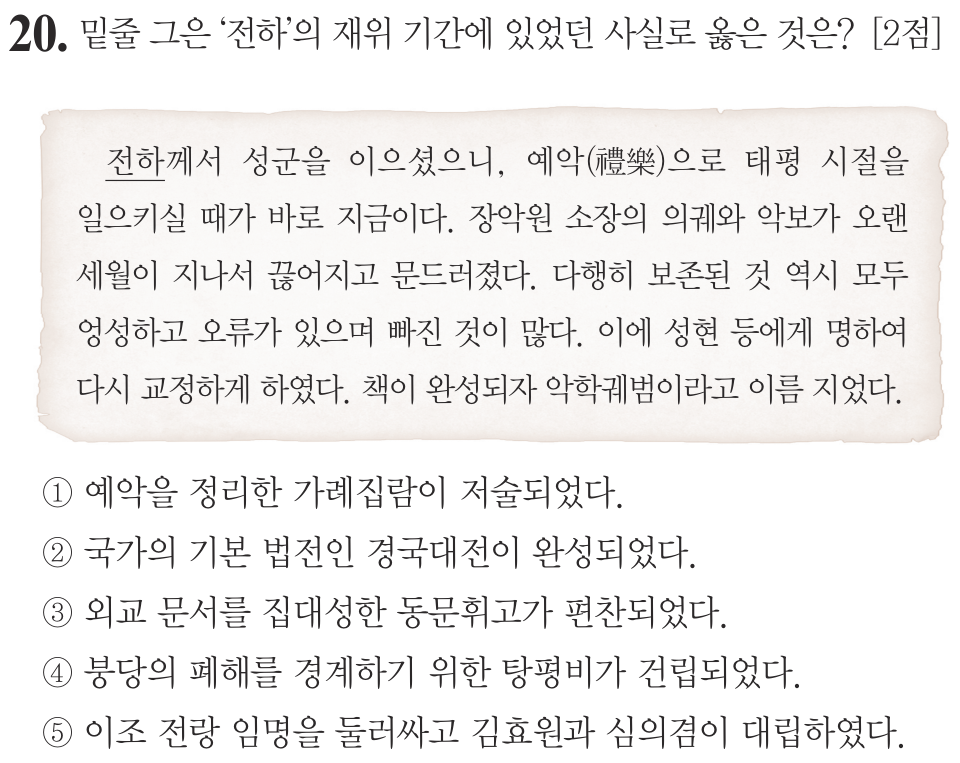 20. 밑줄 그은 ‘전하’의 재위 기간에 있었던 사실로 옳은 것은? [2점]
전하께서 성군을 이으셨으니, 예악(禮樂)으로 태평 시절을
일으키실 때가 바로 지금이다. 장악원 소장의 의궤와 악보가 오랜
세월이 지나서 끊어지고 문드러졌다. 다행히 보존된 것 역시 모두
엉성하고 오류가 있으며 빠진 것이 많다. 이에 성현 등에게 명하여
다시 교정하게 하였다. 책이 완성되자 악학궤범이라고 이름 지었다.
① 예악을 정리한 가례집람이 저술되었다.
② 국가의 기본 법전인 경국대전이 완성되었다.
③ 외교 문서를 집대성한 동문휘고가 편찬되었다.
④ 붕당의 폐해를 경계하기 위한 탕평비가 건립되었다.
⑤ 이조 전랑 임명을 둘러싸고 김효원과 심의겸이 대립하였다.